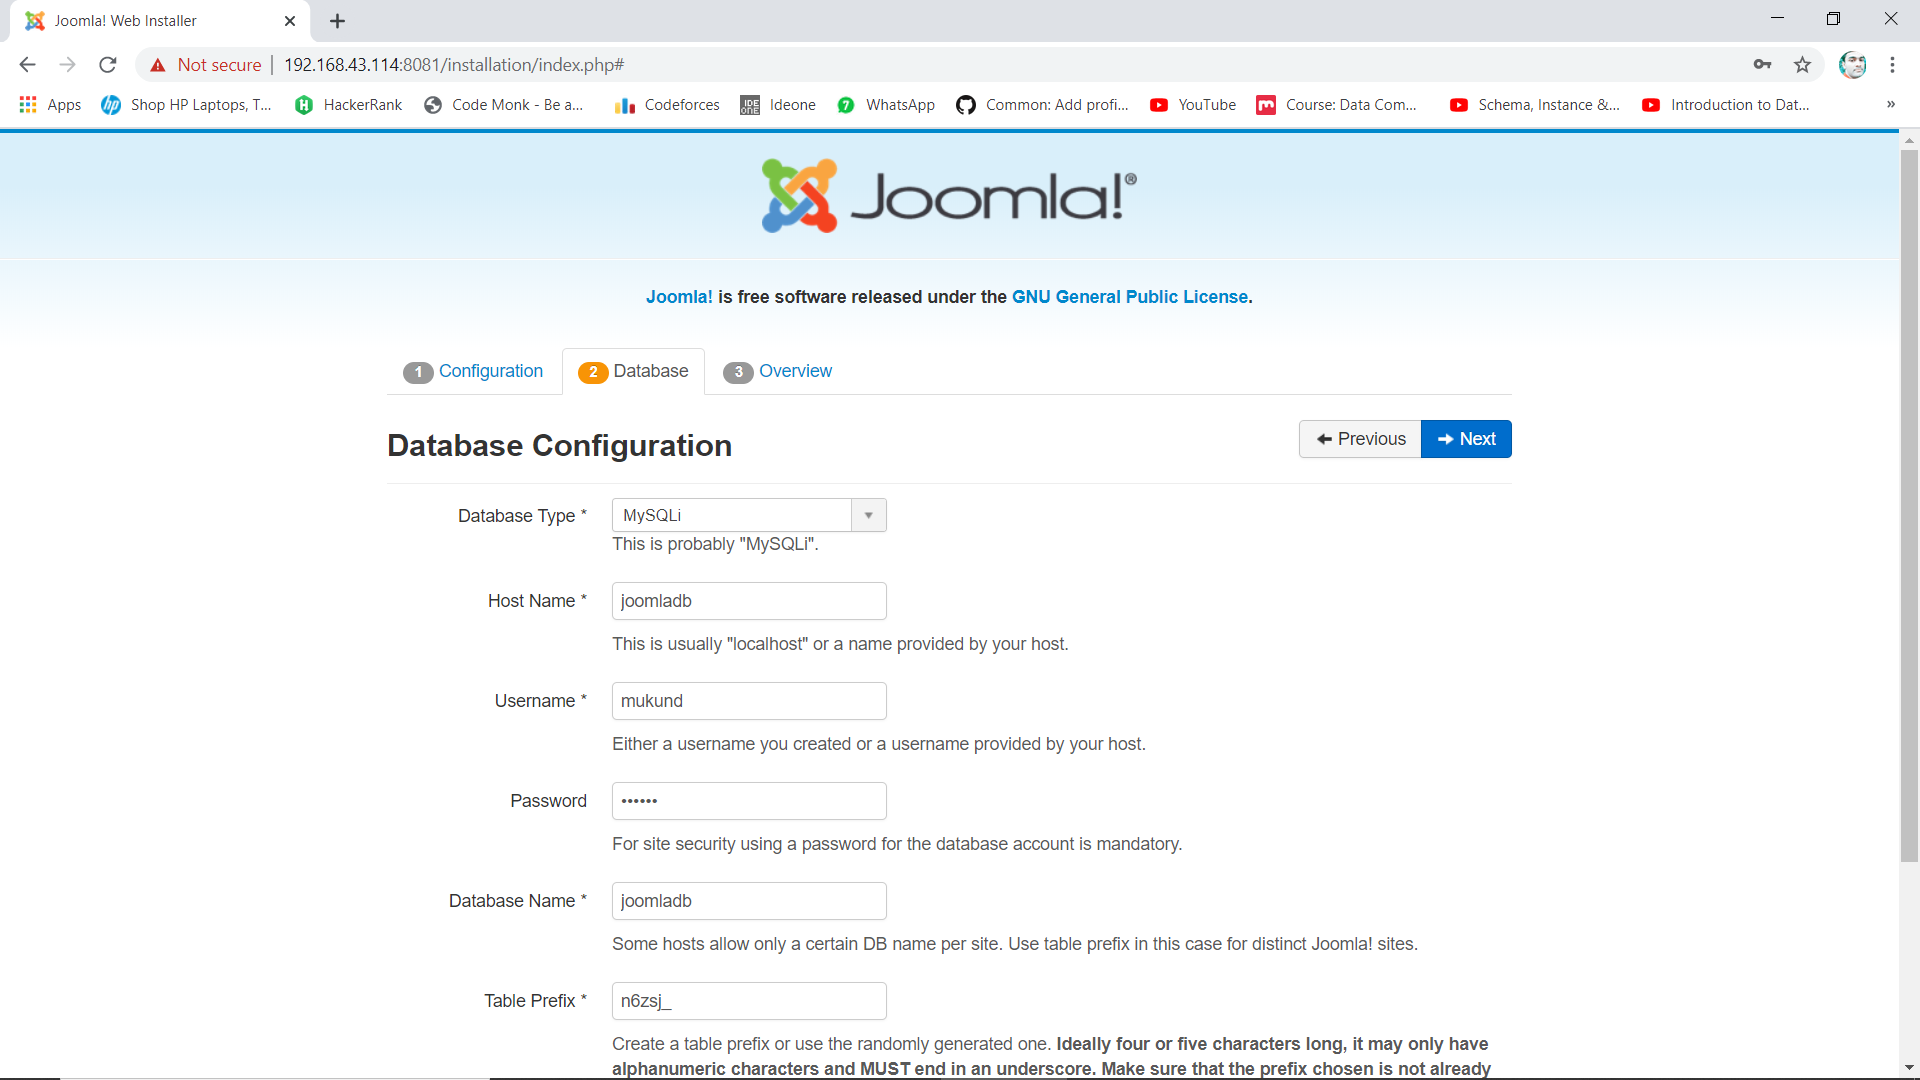 Joomla! Web Installer
Not secure | 192.168.43.114:8081/installation/index.php#
Apps Shop HP Laptops, T... HackerRank Code Monk - Be a... Codeforces IDE ONE Ideone 7 WhatsApp Common: Add profi... YouTube m Course: Data Com... Schema, Instance &... Introduction to Dat... »
Joomla!®
Joomla! is free software released under the GNU General Public License.
1 Configuration 2 Database 3 Overview
Database Configuration
Previous Next
Database Type * MySQLi
This is probably "MySQLi".
Host Name * joomladb
This is usually "localhost" or a name provided by your host.
Username * mukund
Either a username you created or a username provided by your host.
Password ••••••
For site security using a password for the database account is mandatory.
Database Name * joomladb
Some hosts allow only a certain DB name per site. Use table prefix in this case for distinct Joomla! sites.
Table Prefix * n6zsj_
Create a table prefix or use the randomly generated one. Ideally four or five characters long, it may only have
alphanumeric characters and MUST end in an underscore. Make sure that the prefix chosen is not already